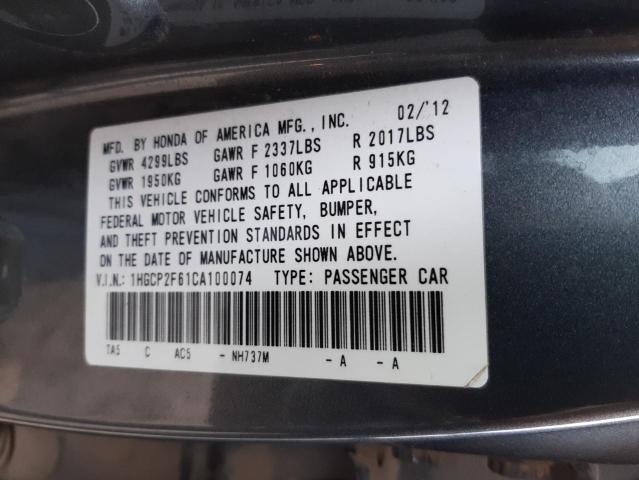 MFD. BY HONDA OF AMERICA MFG., INC. 02/'12
GVWR 4299LBS GAWR F 2337LBS R 2017LBS
GVWR 1950KG GAWR F 1060KG R 915KG
THIS VEHICLE CONFORMS TO ALL APPLICABLE
FEDERAL MOTOR VEHICLE SAFETY, BUMPER,
AND THEFT PREVENTION STANDARDS IN EFFECT
ON THE DATE OF MANUFACTURE SHOWN ABOVE.
V.I.N.: 1HGCP2F61CA100074 TYPE: PASSENGER CAR
TA5 C AC5 - NH737M - A - A